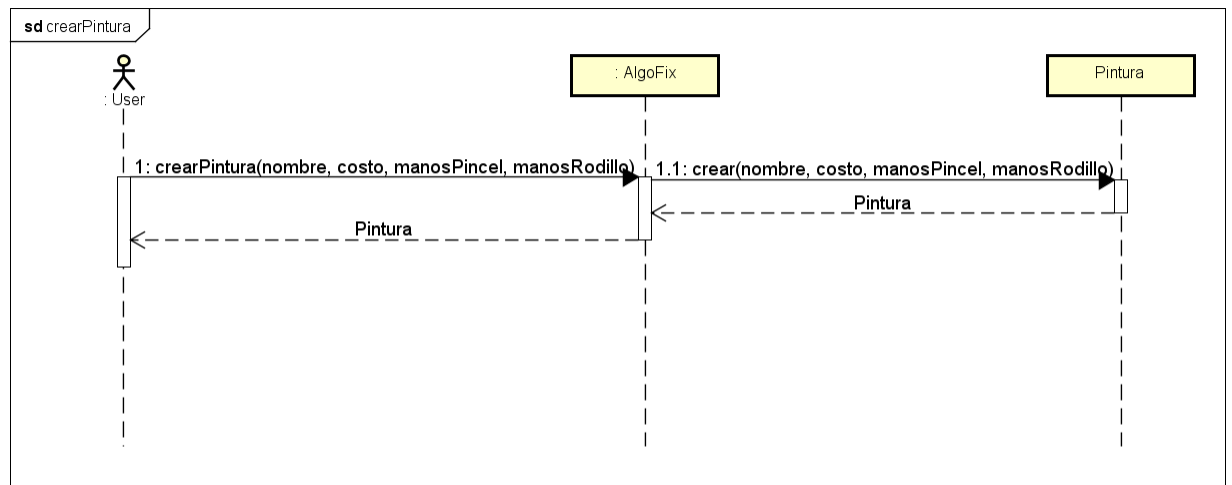 sd crearPintura
: User
: AlgoFix
Pintura
1: crearPintura(nombre, costo, manosPincel, manosRodillo)
1.1: crear(nombre, costo, manosPincel, manosRodillo)
Pintura
Pintura